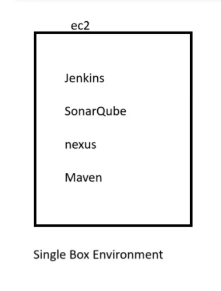 ec2
Jenkins
SonarQube
nexus
Maven
Single Box Environment